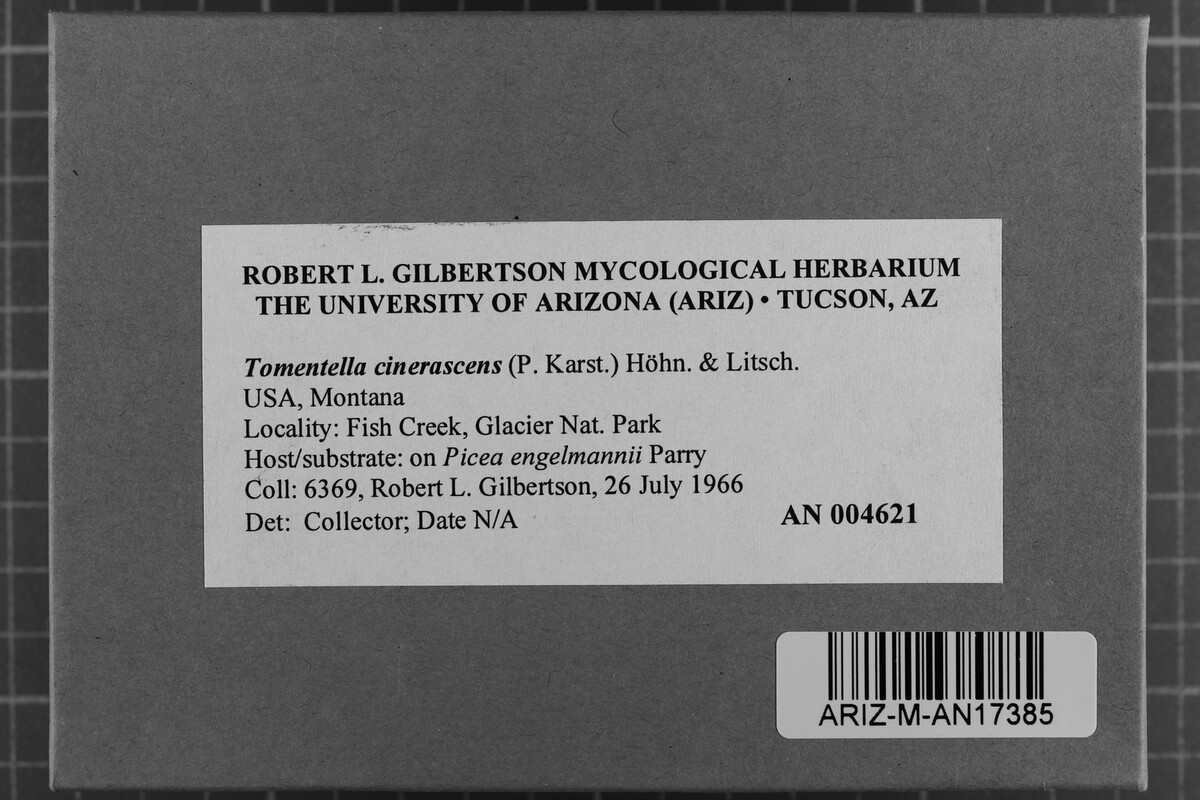 ROBERT L. GILBERTSON MYCOLOGICAL HERBARIUM
THE UNIVERSITY OF ARIZONA (ARIZ) • TUCSON, AZ
Tomentella cinerascens (P. Karst.) Höhn. & Litsch.
USA, Montana
Locality: Fish Creek, Glacier Nat. Park
Host/substrate: on Picea engelmannii Parry
Coll: 6369, Robert L. Gilbertson, 26 July 1966
Det: Collector; Date N/A
AN 004621
ARIZ-M-AN17385